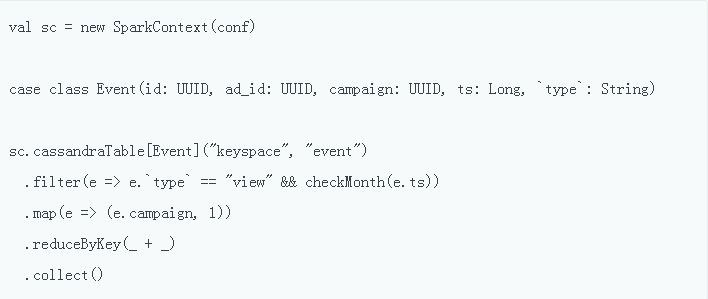 val sc = new SparkContext(conf)
case class Event(id: UUID, ad_id: UUID, campaign: UUID, ts: Long, `type`: String)
sc.cassandraTable[Event]("keyspace", "event")
  .filter(e => e.`type` == "view" && checkMonth(e.ts))
  .map(e => (e.campaign, 1))
  .reduceByKey(_ + _)
  .collect()